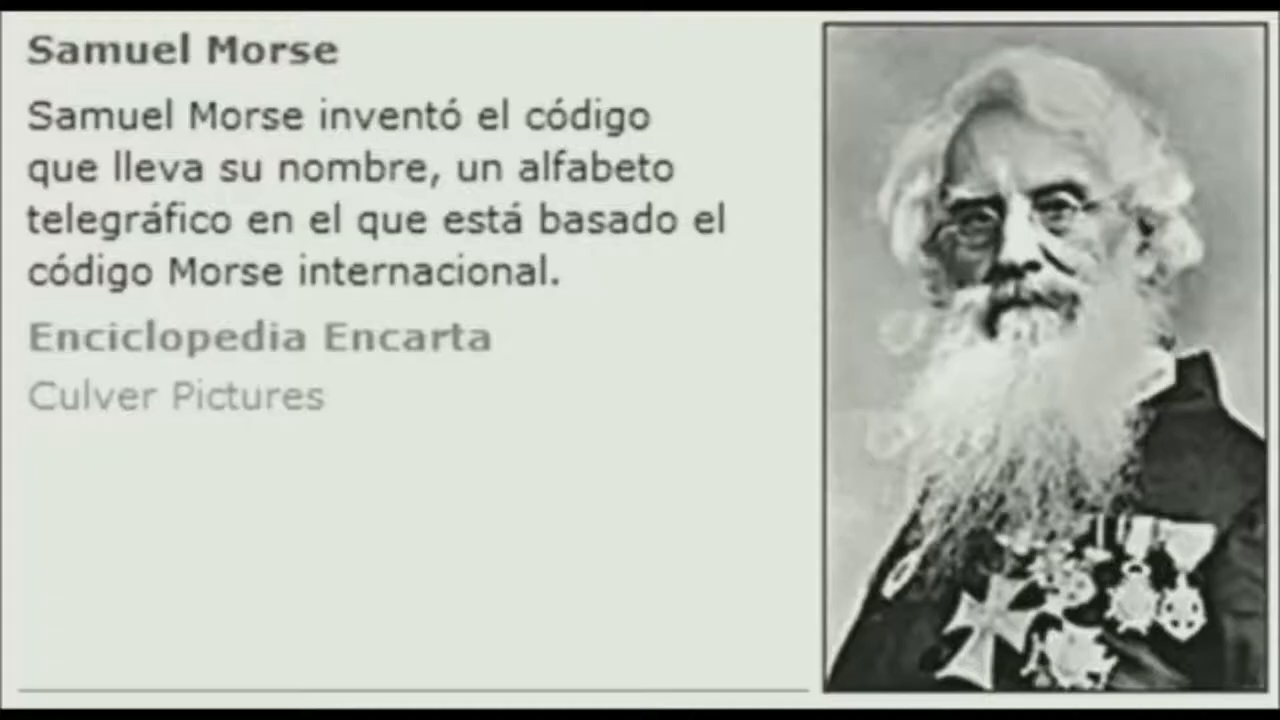 Samuel Morse
Samuel Morse inventó el código
que lleva su nombre, un alfabeto
telegráfico en el que está basado el
código Morse internacional.
Enciclopedia Encarta
Culver Pictures